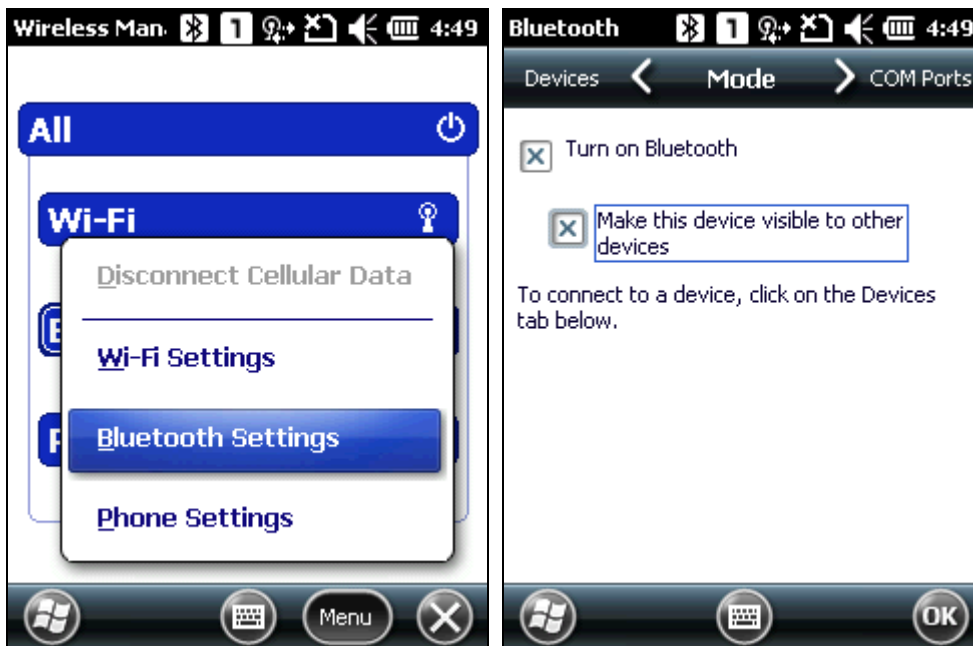 Wireless Man 1 4:49
All
Wi-Fi
Disconnect Cellular Data
Wi-Fi Settings
Bluetooth Settings
Phone Settings
Menu
Bluetooth 1 4:49
Devices Mode COM Ports
Turn on Bluetooth
Make this device visible to other
devices
To connect to a device, click on the Devices
tab below.
OK